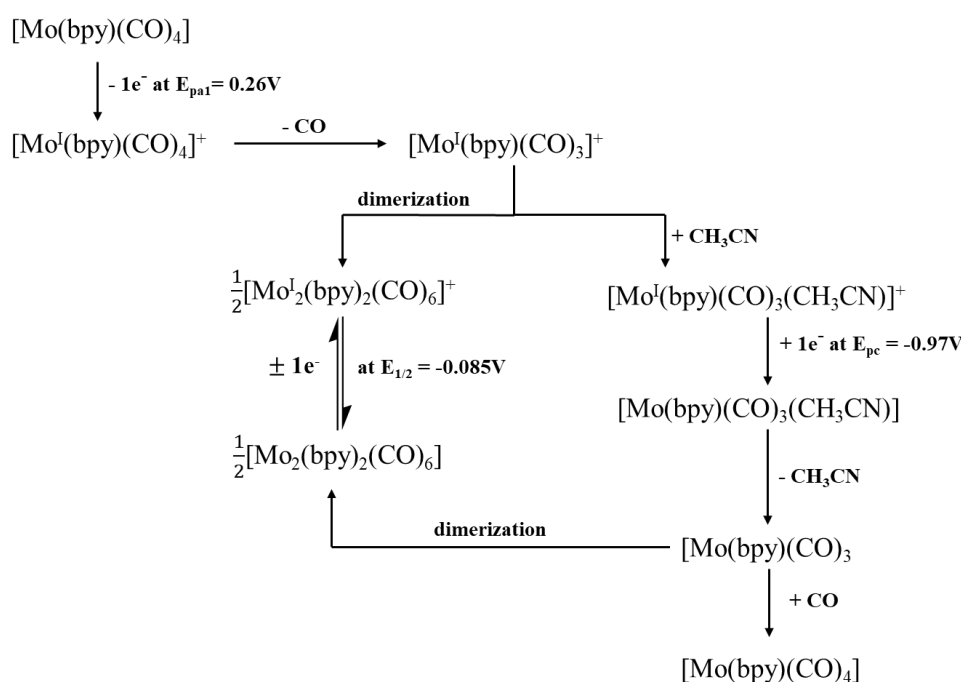 [Mo(bpy)(CO)₄]
- 1e⁻ at Eₚₐ₁= 0.26V
[Moᴵ(bpy)(CO)₄]⁺
- CO
[Moᴵ(bpy)(CO)₃]⁺
dimerization
+ CH₃CN
½[Moᴵ₂(bpy)₂(CO)₆]⁺
[Moᴵ(bpy)(CO)₃(CH₃CN)]⁺
± 1e⁻
at E₁/₂ = -0.085V
+ 1e⁻ at Eₚc = -0.97V
[Mo(bpy)(CO)₃(CH₃CN)]
½[Mo₂(bpy)₂(CO)₆]
- CH₃CN
dimerization
[Mo(bpy)(CO)₃
+ CO
[Mo(bpy)(CO)₄]